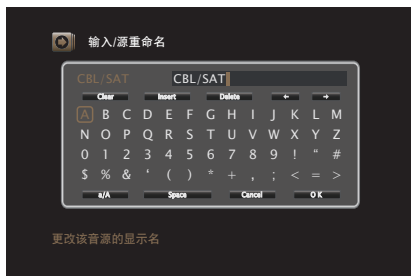 输入/源重命名
CBL/SAT CBL/SAT
Clear Insert Delete ← →
A B C D E F G H I J K L M
N O P Q R S T U V W X Y Z
0 1 2 3 4 5 6 7 8 9 ! “ #
$ % & ‘ ( ) * + , ; < = >
a/A Space Cancel OK
更改该音源的显示名